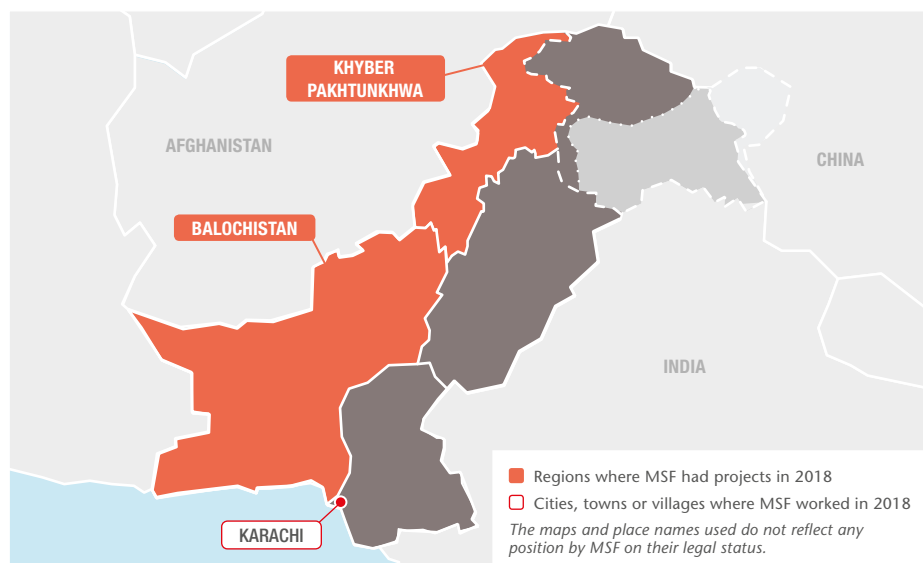 KHYBER
PAKHTUNKHWA
AFGHANISTAN
CHINA
BALOCHISTAN
INDIA
KARACHI
Regions where MSF had projects in 2018
Cities, towns or villages where MSF worked in 2018
The maps and place names used do not reflect any
position by MSF on their legal status.